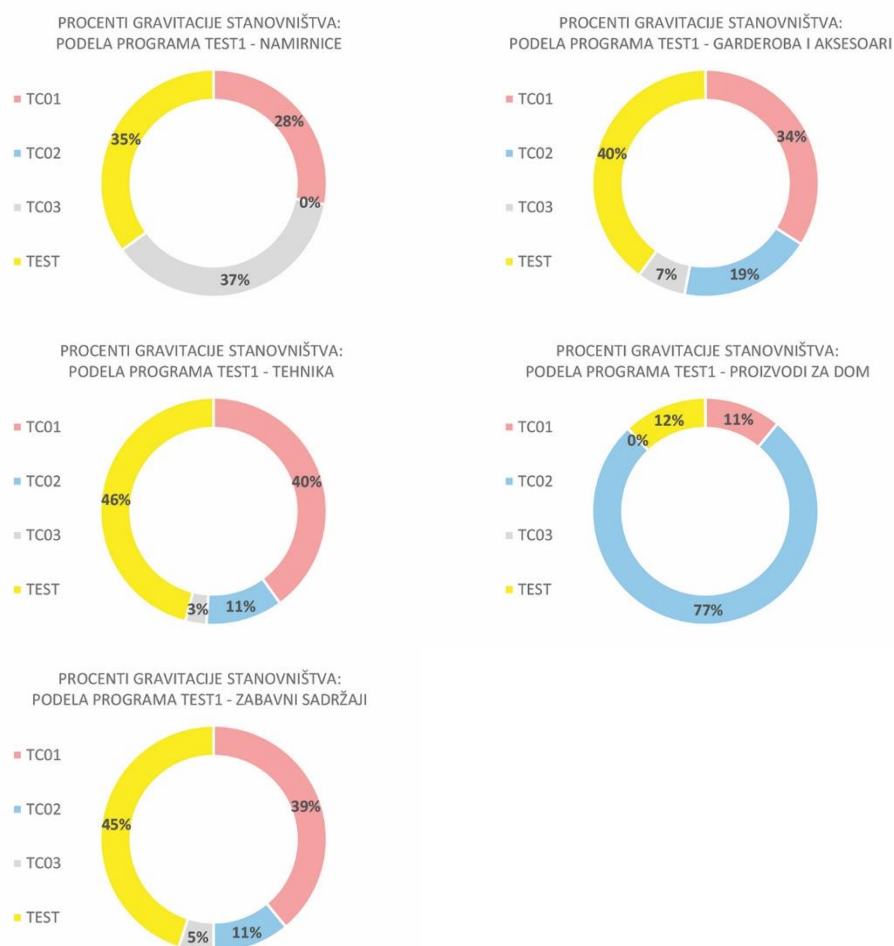 PROCENTI GRAVITACIJE STANOVNIŠTVA:
PODELA PROGRAMA TEST1 - NAMIRNICE
TC01
TC02
TC03
TEST
28%
0%
37%
35%
PROCENTI GRAVITACIJE STANOVNIŠTVA:
PODELA PROGRAMA TEST1 - GARDEROBA I AKSESOARI
TC01
TC02
TC03
TEST
34%
19%
7%
40%
PROCENTI GRAVITACIJE STANOVNIŠTVA:
PODELA PROGRAMA TEST1 - TEHNIKA
TC01
TC02
TC03
TEST
40%
11%
3%
46%
PROCENTI GRAVITACIJE STANOVNIŠTVA:
PODELA PROGRAMA TEST1 - PROIZVODI ZA DOM
TC01
TC02
TC03
TEST
11%
77%
0%
12%
PROCENTI GRAVITACIJE STANOVNIŠTVA:
PODELA PROGRAMA TEST1 - ZABAVNI SADRŽAJI
TC01
TC02
TC03
TEST
39%
11%
5%
45%